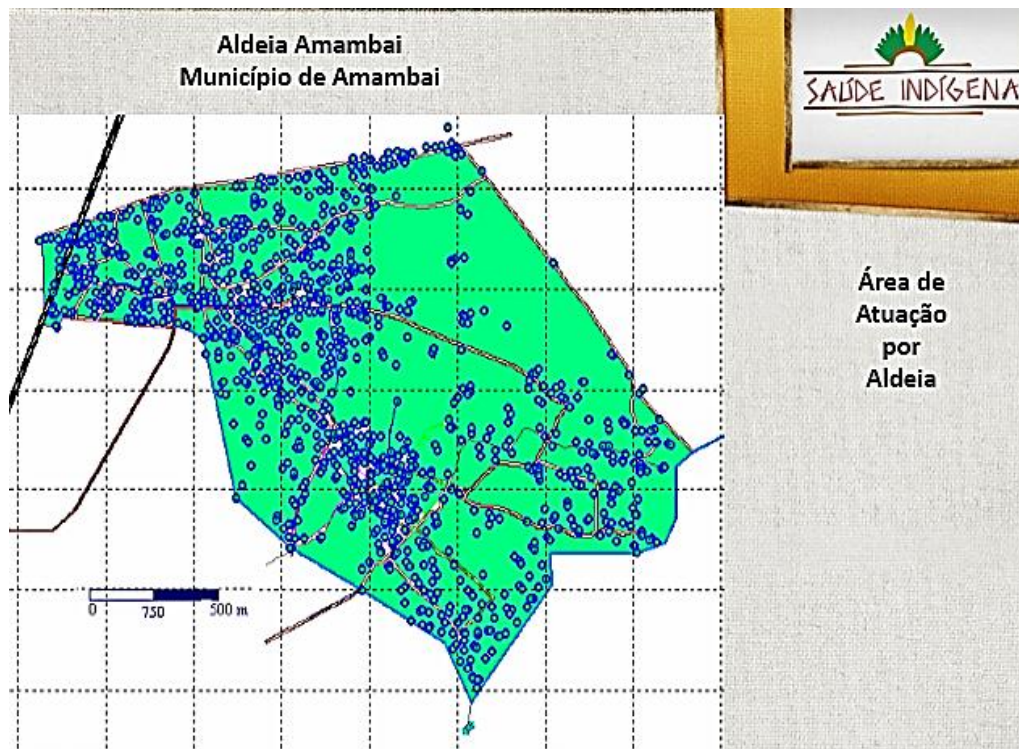 Aldeia Amambai
Município de Amambai
SAÚDE INDÍGENA
Área de
Atuação
por
Aldeia
0 750 500 m